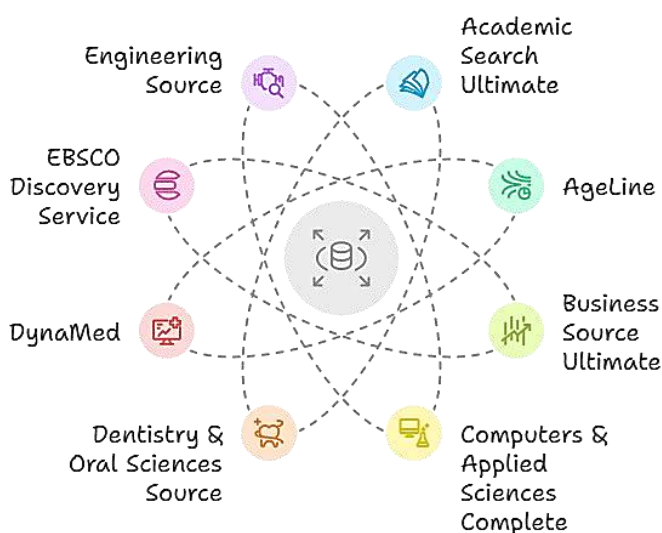 Academic
Search
Ultimate
Engineering
Source
EBSCO
Discovery
Service
AgeLine
DynaMed
Business
Source
Ultimate
Dentistry &
Oral Sciences
Source
Computers &
Applied
Sciences
Complete